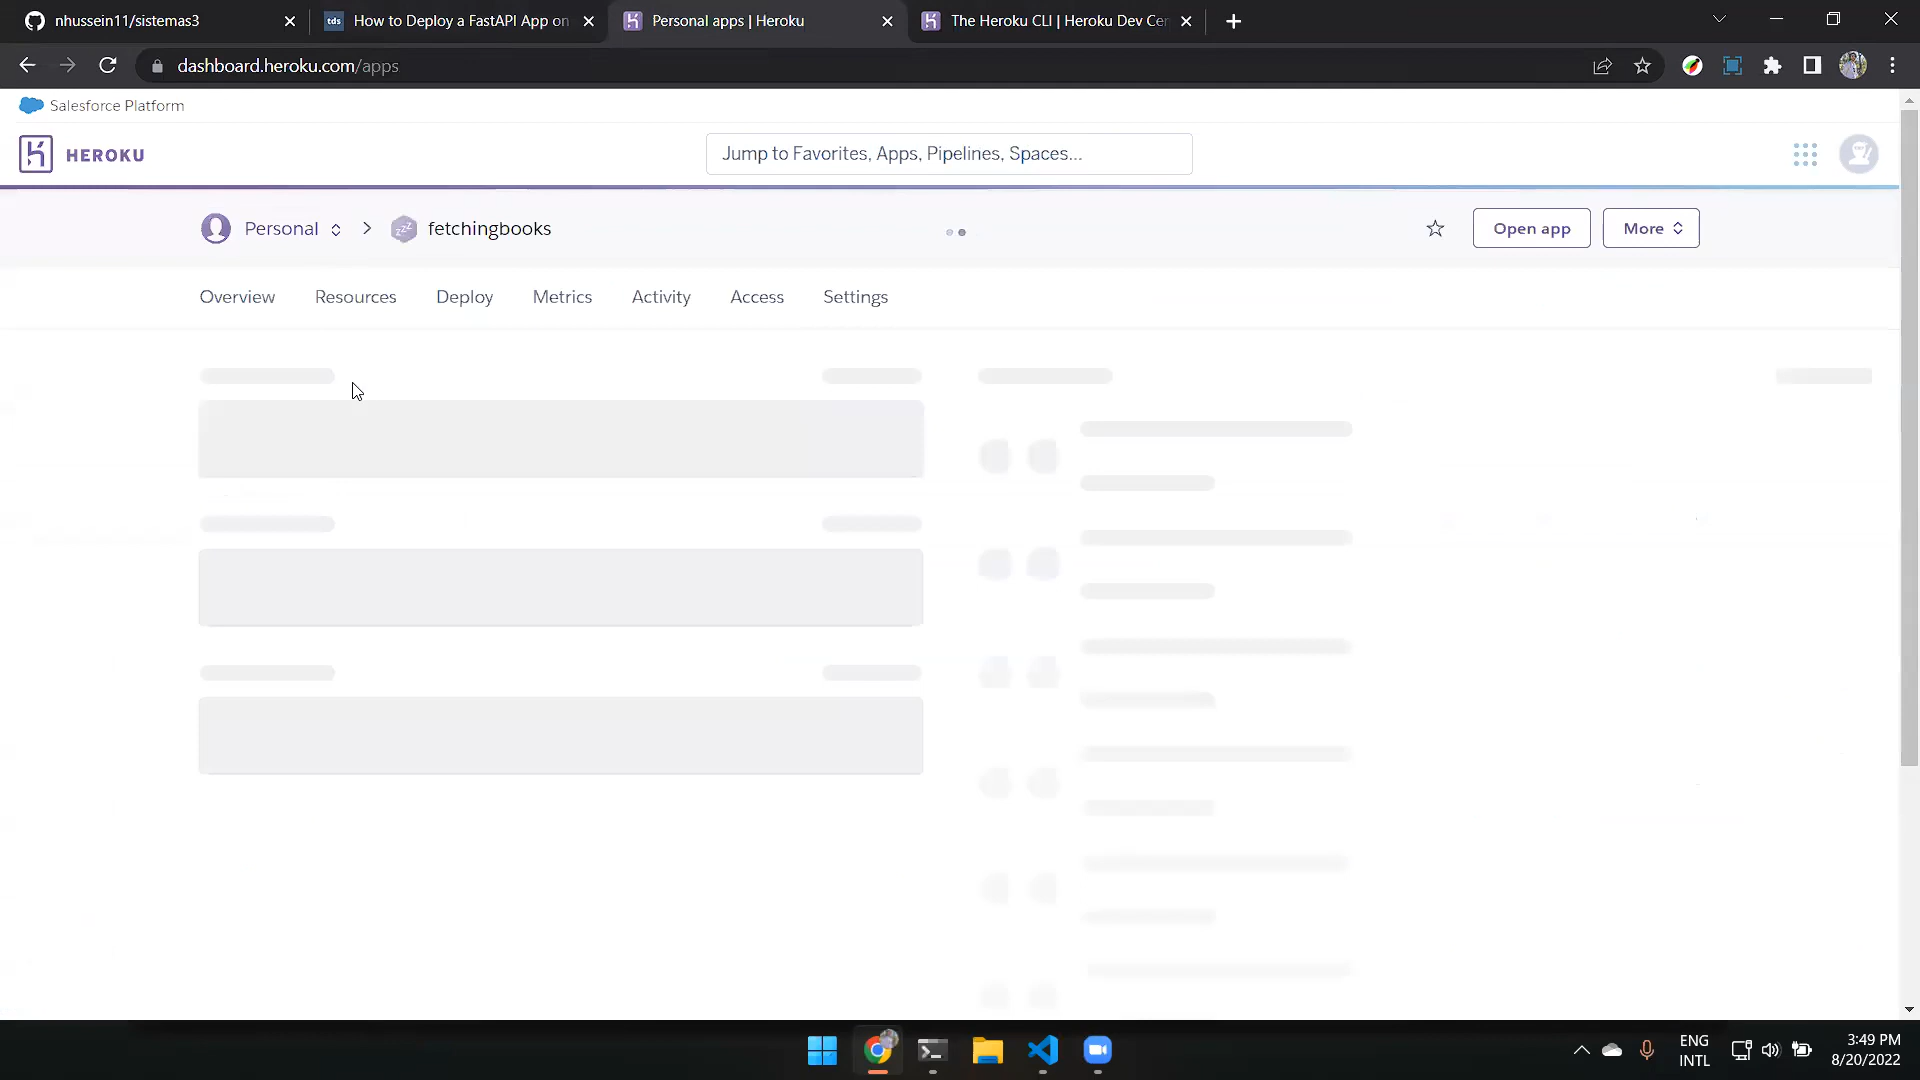 nhussein11/sistemas3
tds How to Deploy a FastAPI App on
Personal apps | Heroku
The Heroku CLI | Heroku Dev Cen
dashboard.heroku.com/apps
Salesforce Platform
HEROKU
Jump to Favorites, Apps, Pipelines, Spaces...
Personal
fetchingbooks
Open app
More
Overview
Resources
Deploy
Metrics
Activity
Access
Settings
ENG
INTL
3:49 PM
8/20/2022